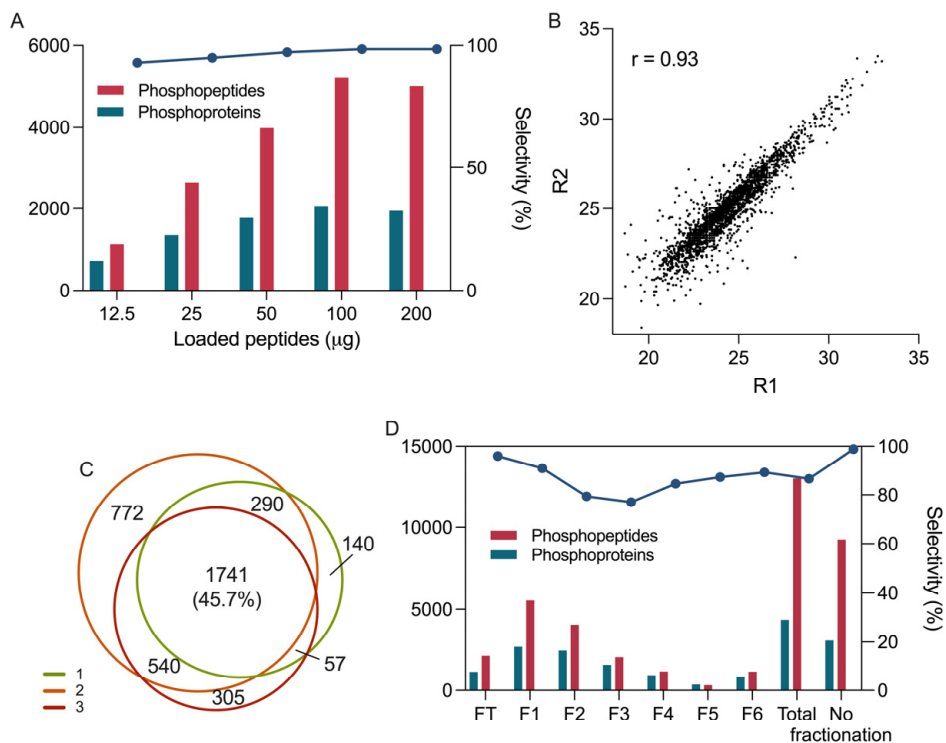 A
6000
4000
2000
0
100
50
0
Selectivity (%)
Phosphopeptides
Phosphoproteins
12.5
25
50
100
200
Loaded peptides (μg)
B
35
30
25
20
R2
r = 0.93
20
25
30
35
R1
C
772
290
140
1741
(45.7%)
57
540
305
1
2
3
D
15000
10000
5000
0
100
80
60
40
20
0
Selectivity (%)
Phosphopeptides
Phosphoproteins
FT
F1
F2
F3
F4
F5
F6
Total
No
fractionation